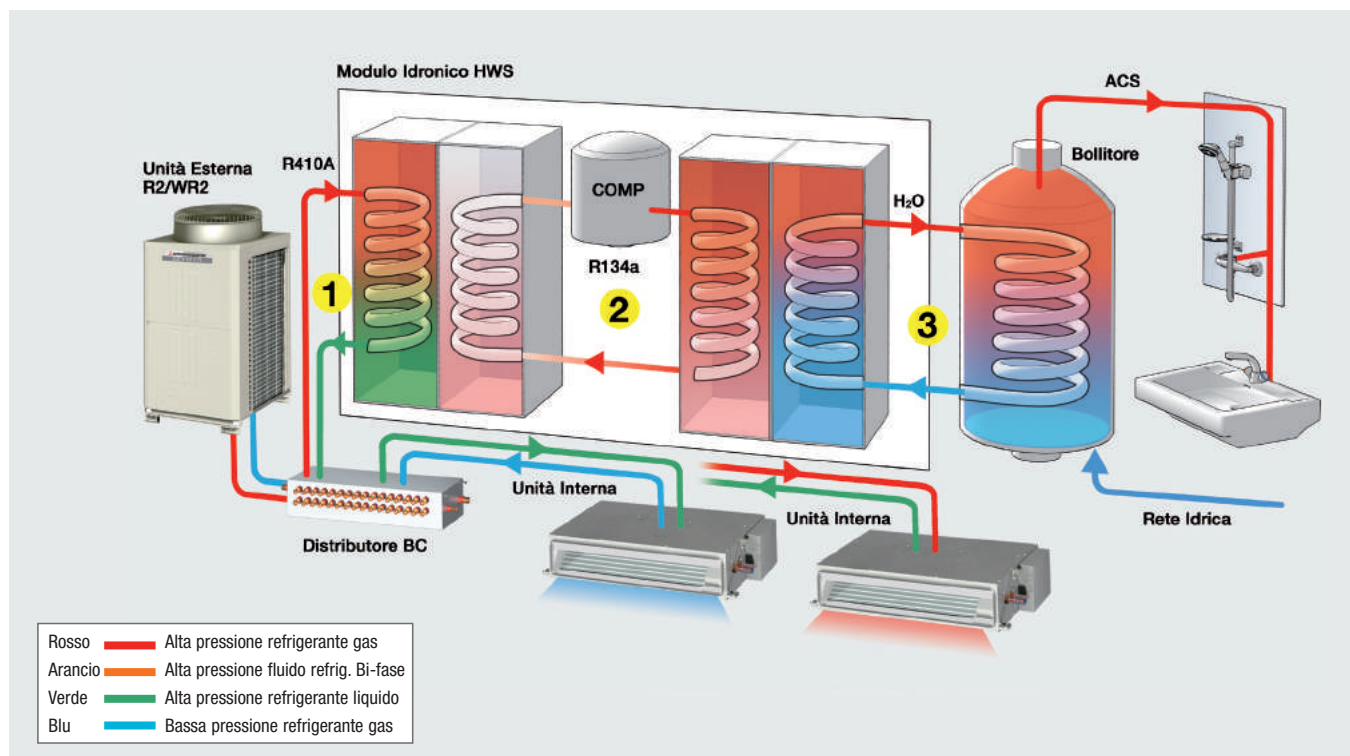 Modulo Idronico HWS
ACS
Unità Esterna
R2/WR2
R410A
Bollitore
COMP
H₂O
R134a
1
2
3
Unità Interna
Unità Interna
Rete Idrica
Distributore BC
Rosso Alta pressione refrigerante gas
Arancio Alta pressione fluido refrig. Bi-fase
Verde Alta pressione refrigerante liquido
Blu Bassa pressione refrigerante gas